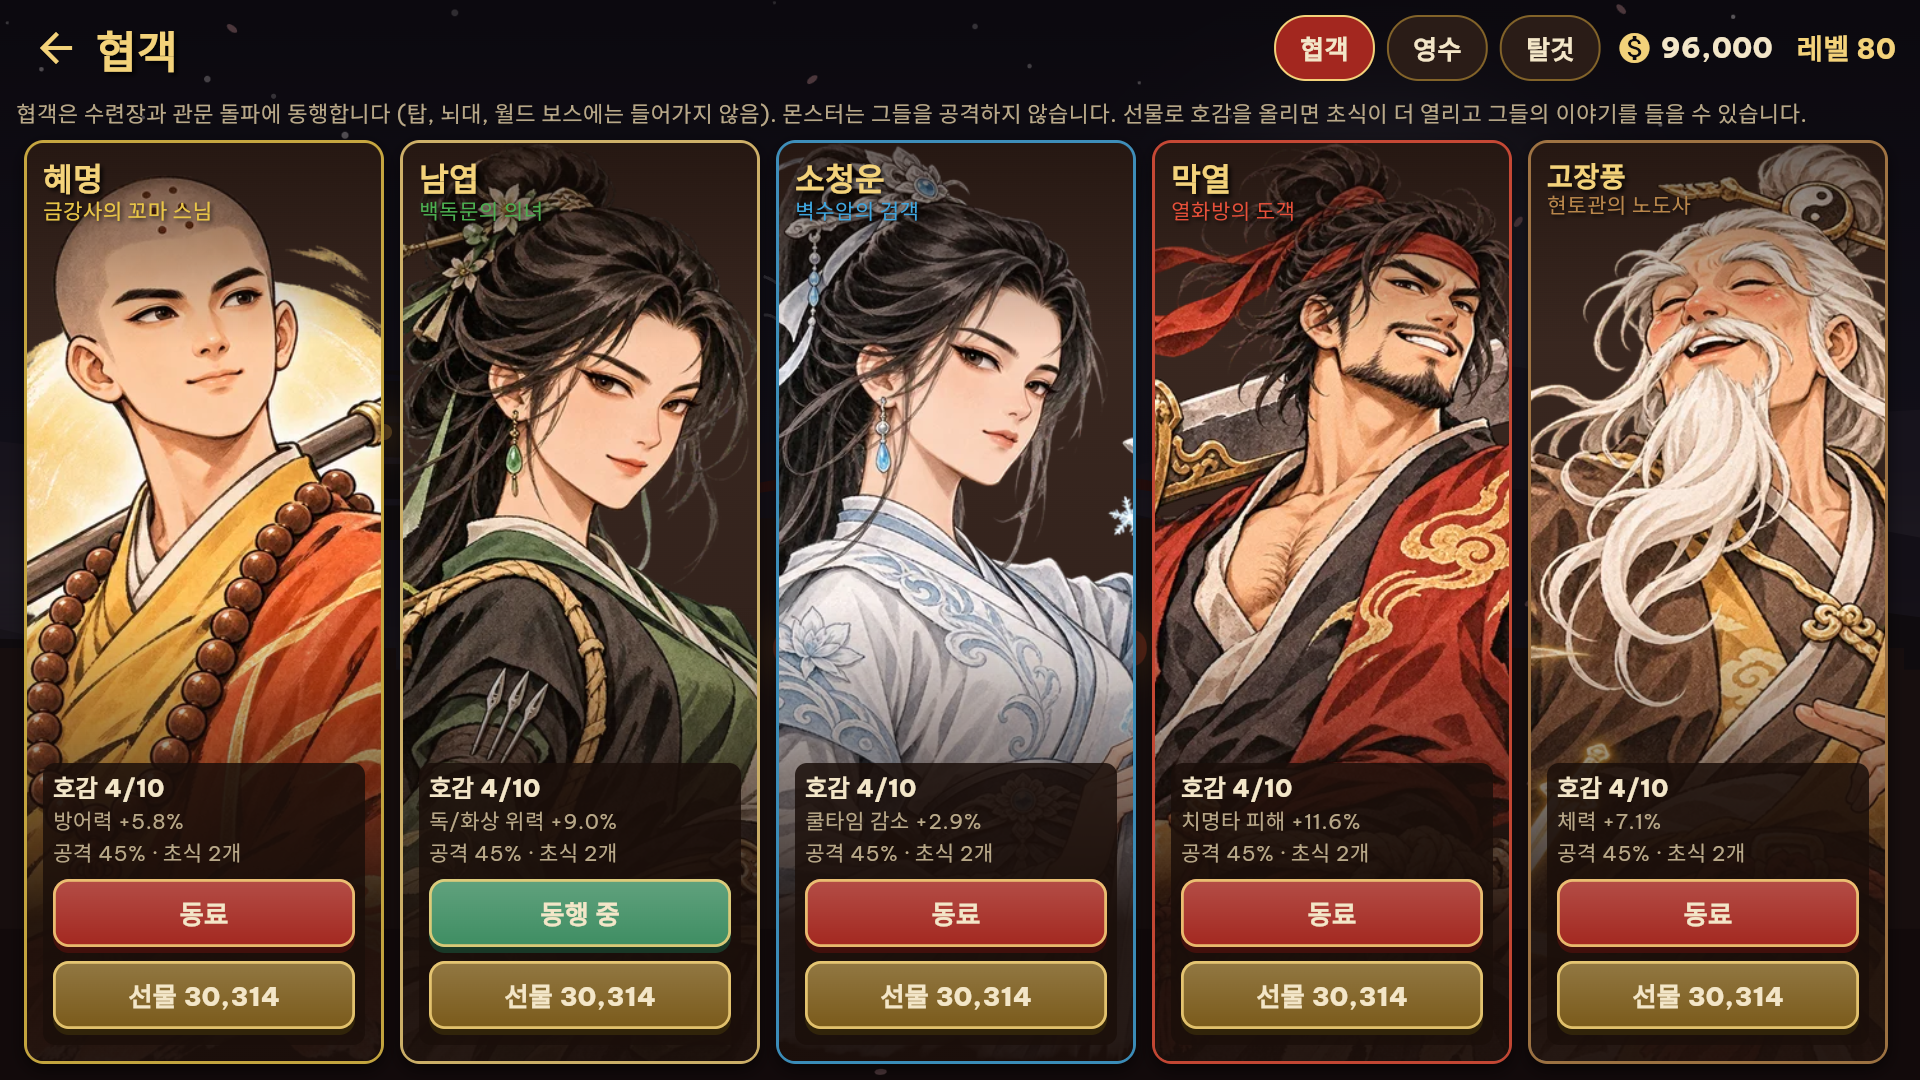 협객
협객
영수
탈것
96,000
레벨 80
협객은 수련장과 관문 돌파에 동행합니다 (탑, 뇌대, 월드 보스에는 들어가지 않음). 몬스터는 그들을 공격하지 않습니다. 선물로 호감을 올리면 초식이 더 열리고 그들의 이야기를 들을 수 있습니다.
혜명
금강사의 꼬마 스님
호감 4/10
방어력 +5.8%
공격 45% · 초식 2개
동료
선물 30,314
남엽
백독문의 의녀
호감 4/10
독/화상 위력 +9.0%
공격 45% · 초식 2개
동행 중
선물 30,314
소청운
벽수암의 검객
호감 4/10
쿨타임 감소 +2.9%
공격 45% · 초식 2개
동료
선물 30,314
막열
열화방의 도객
호감 4/10
치명타 피해 +11.6%
공격 45% · 초식 2개
동료
선물 30,314
고장풍
현토관의 노도사
호감 4/10
체력 +7.1%
공격 45% · 초식 2개
동료
선물 30,314